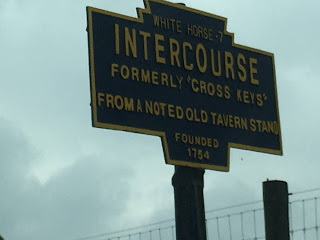 WHITE HORSE - 7
INTERCOURSE
FORMERLY "CROSS KEYS"
FROM A NOTED OLD TAVERN STAND
FOUNDED
1754